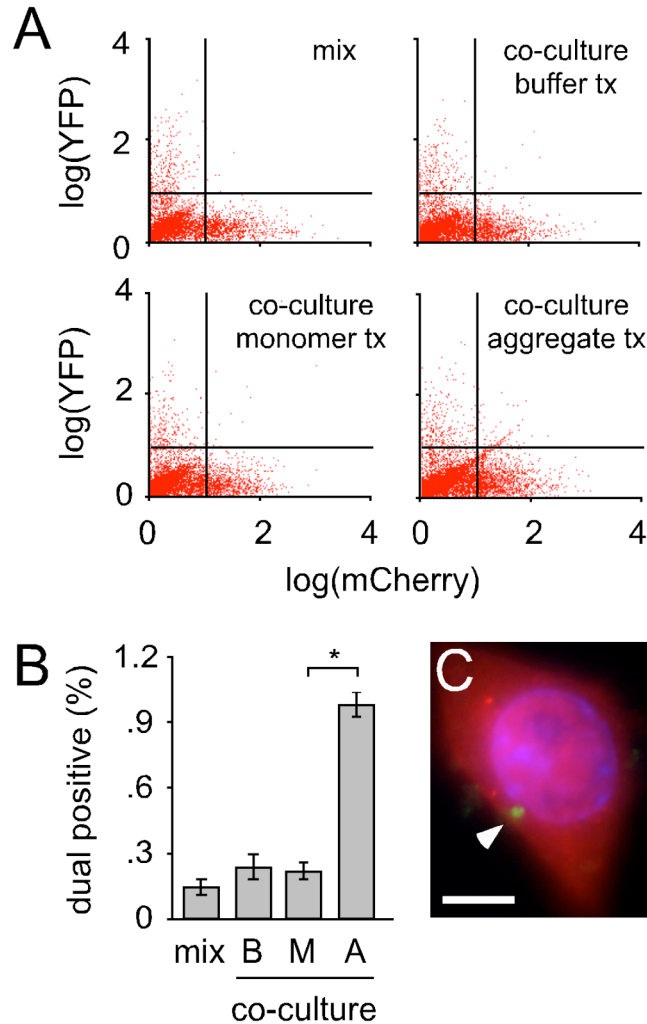 A
mix
co-culture
buffer tx
4
2
0
log(YFP)
co-culture
monomer tx
co-culture
aggregate tx
4
2
0
log(YFP)
0 2 4 0 2 4
log(mCherry)
B
1.2
.9
.6
.3
0
dual positive (%)
*
mix B M A
co-culture
C